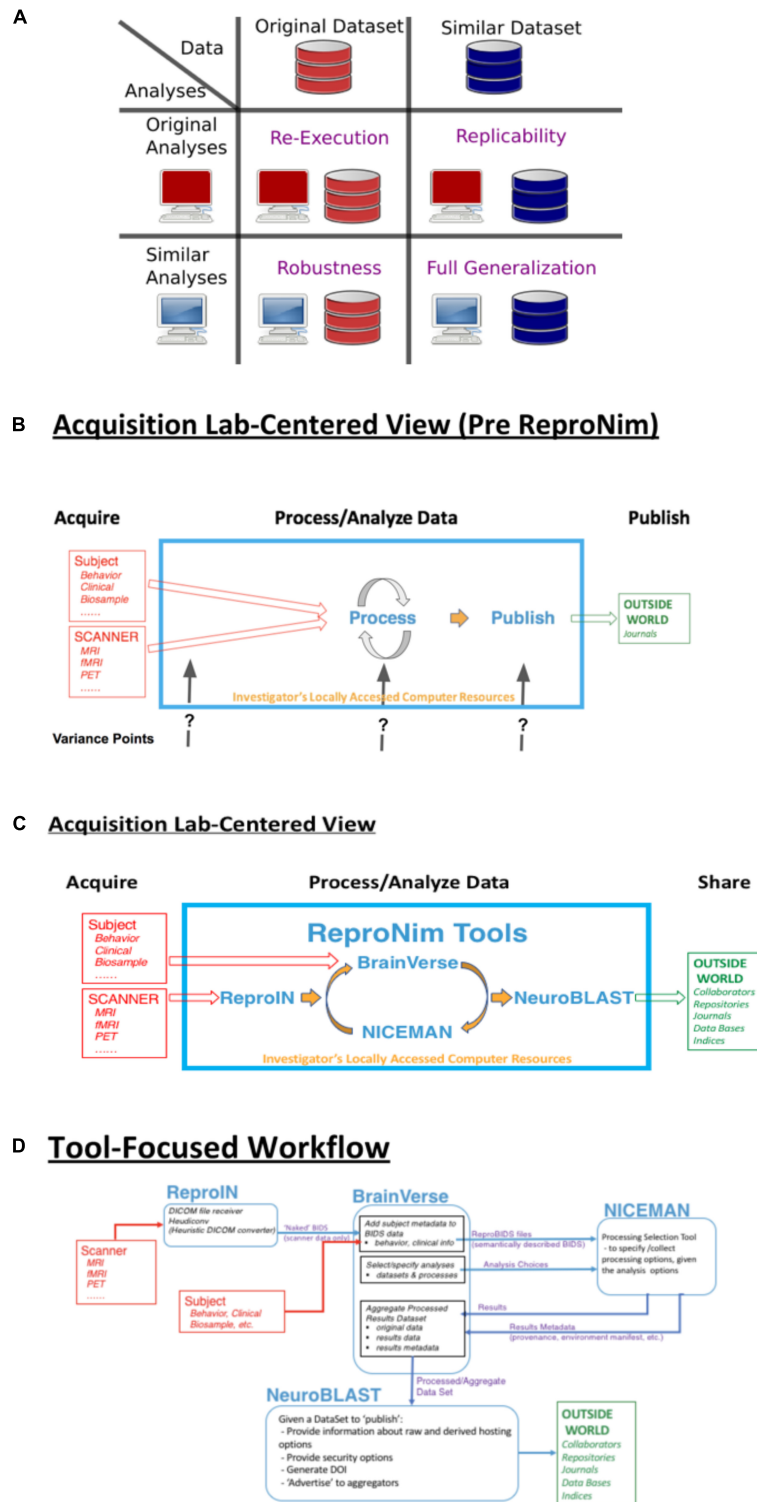 A
Data
Original Dataset
Similar Dataset
Analyses
Original
Analyses
Re-Execution
Replicability
Similar
Analyses
Robustness
Full Generalization
B
Acquisition Lab-Centered View (Pre ReproNim)
Acquire
Process/Analyze Data
Publish
Subject
Behavior
Clinical
Biosample
......
SCANNER
MRI
fMRI
PET
......
Process
Publish
OUTSIDE
WORLD
Journals
Investigator's Locally Accessed Computer Resources
Variance Points
?
?
?
C
Acquisition Lab-Centered View
Acquire
Process/Analyze Data
Share
Subject
Behavior
Clinical
Biosample
......
SCANNER
MRI
fMRI
PET
......
ReproNim Tools
BrainVerse
ReproIN
NeuroBLAST
NICEMAN
Investigator's Locally Accessed Computer Resources
OUTSIDE
WORLD
Collaborators
Repositories
Journals
Data Bases
Indices
D
Tool-Focused Workflow
ReproIN
DICOM file receiver
Heudiconv
(Heuristic DICOM converter)
Scanner
MRI
fMRI
PET
......
Subject
Behavior, Clinical
Biosample, etc.
'Naked' BIDS
(scanner data only)
BrainVerse
Add subject metadata to
BIDS data
• behavior, clinical info
Select/specify analyses
• datasets & processes
Aggregate Processed
Results Dataset
• original data
• results data
• results metadata
ReproBIDS files
(semantically described BIDS)
Analysis Choices
Results
Results Metadata
(provenance, environment manifest, etc.)
NICEMAN
Processing Selection Tool
- to specify /collect
processing options, given
the analysis options
Processed/Aggregate
Data Set
NeuroBLAST
Given a DataSet to 'publish':
- Provide information about raw and derived hosting
options
- Provide security options
- Generate DOI
- 'Advertise' to aggregators
OUTSIDE
WORLD
Collaborators
Repositories
Journals
Data Bases
Indices